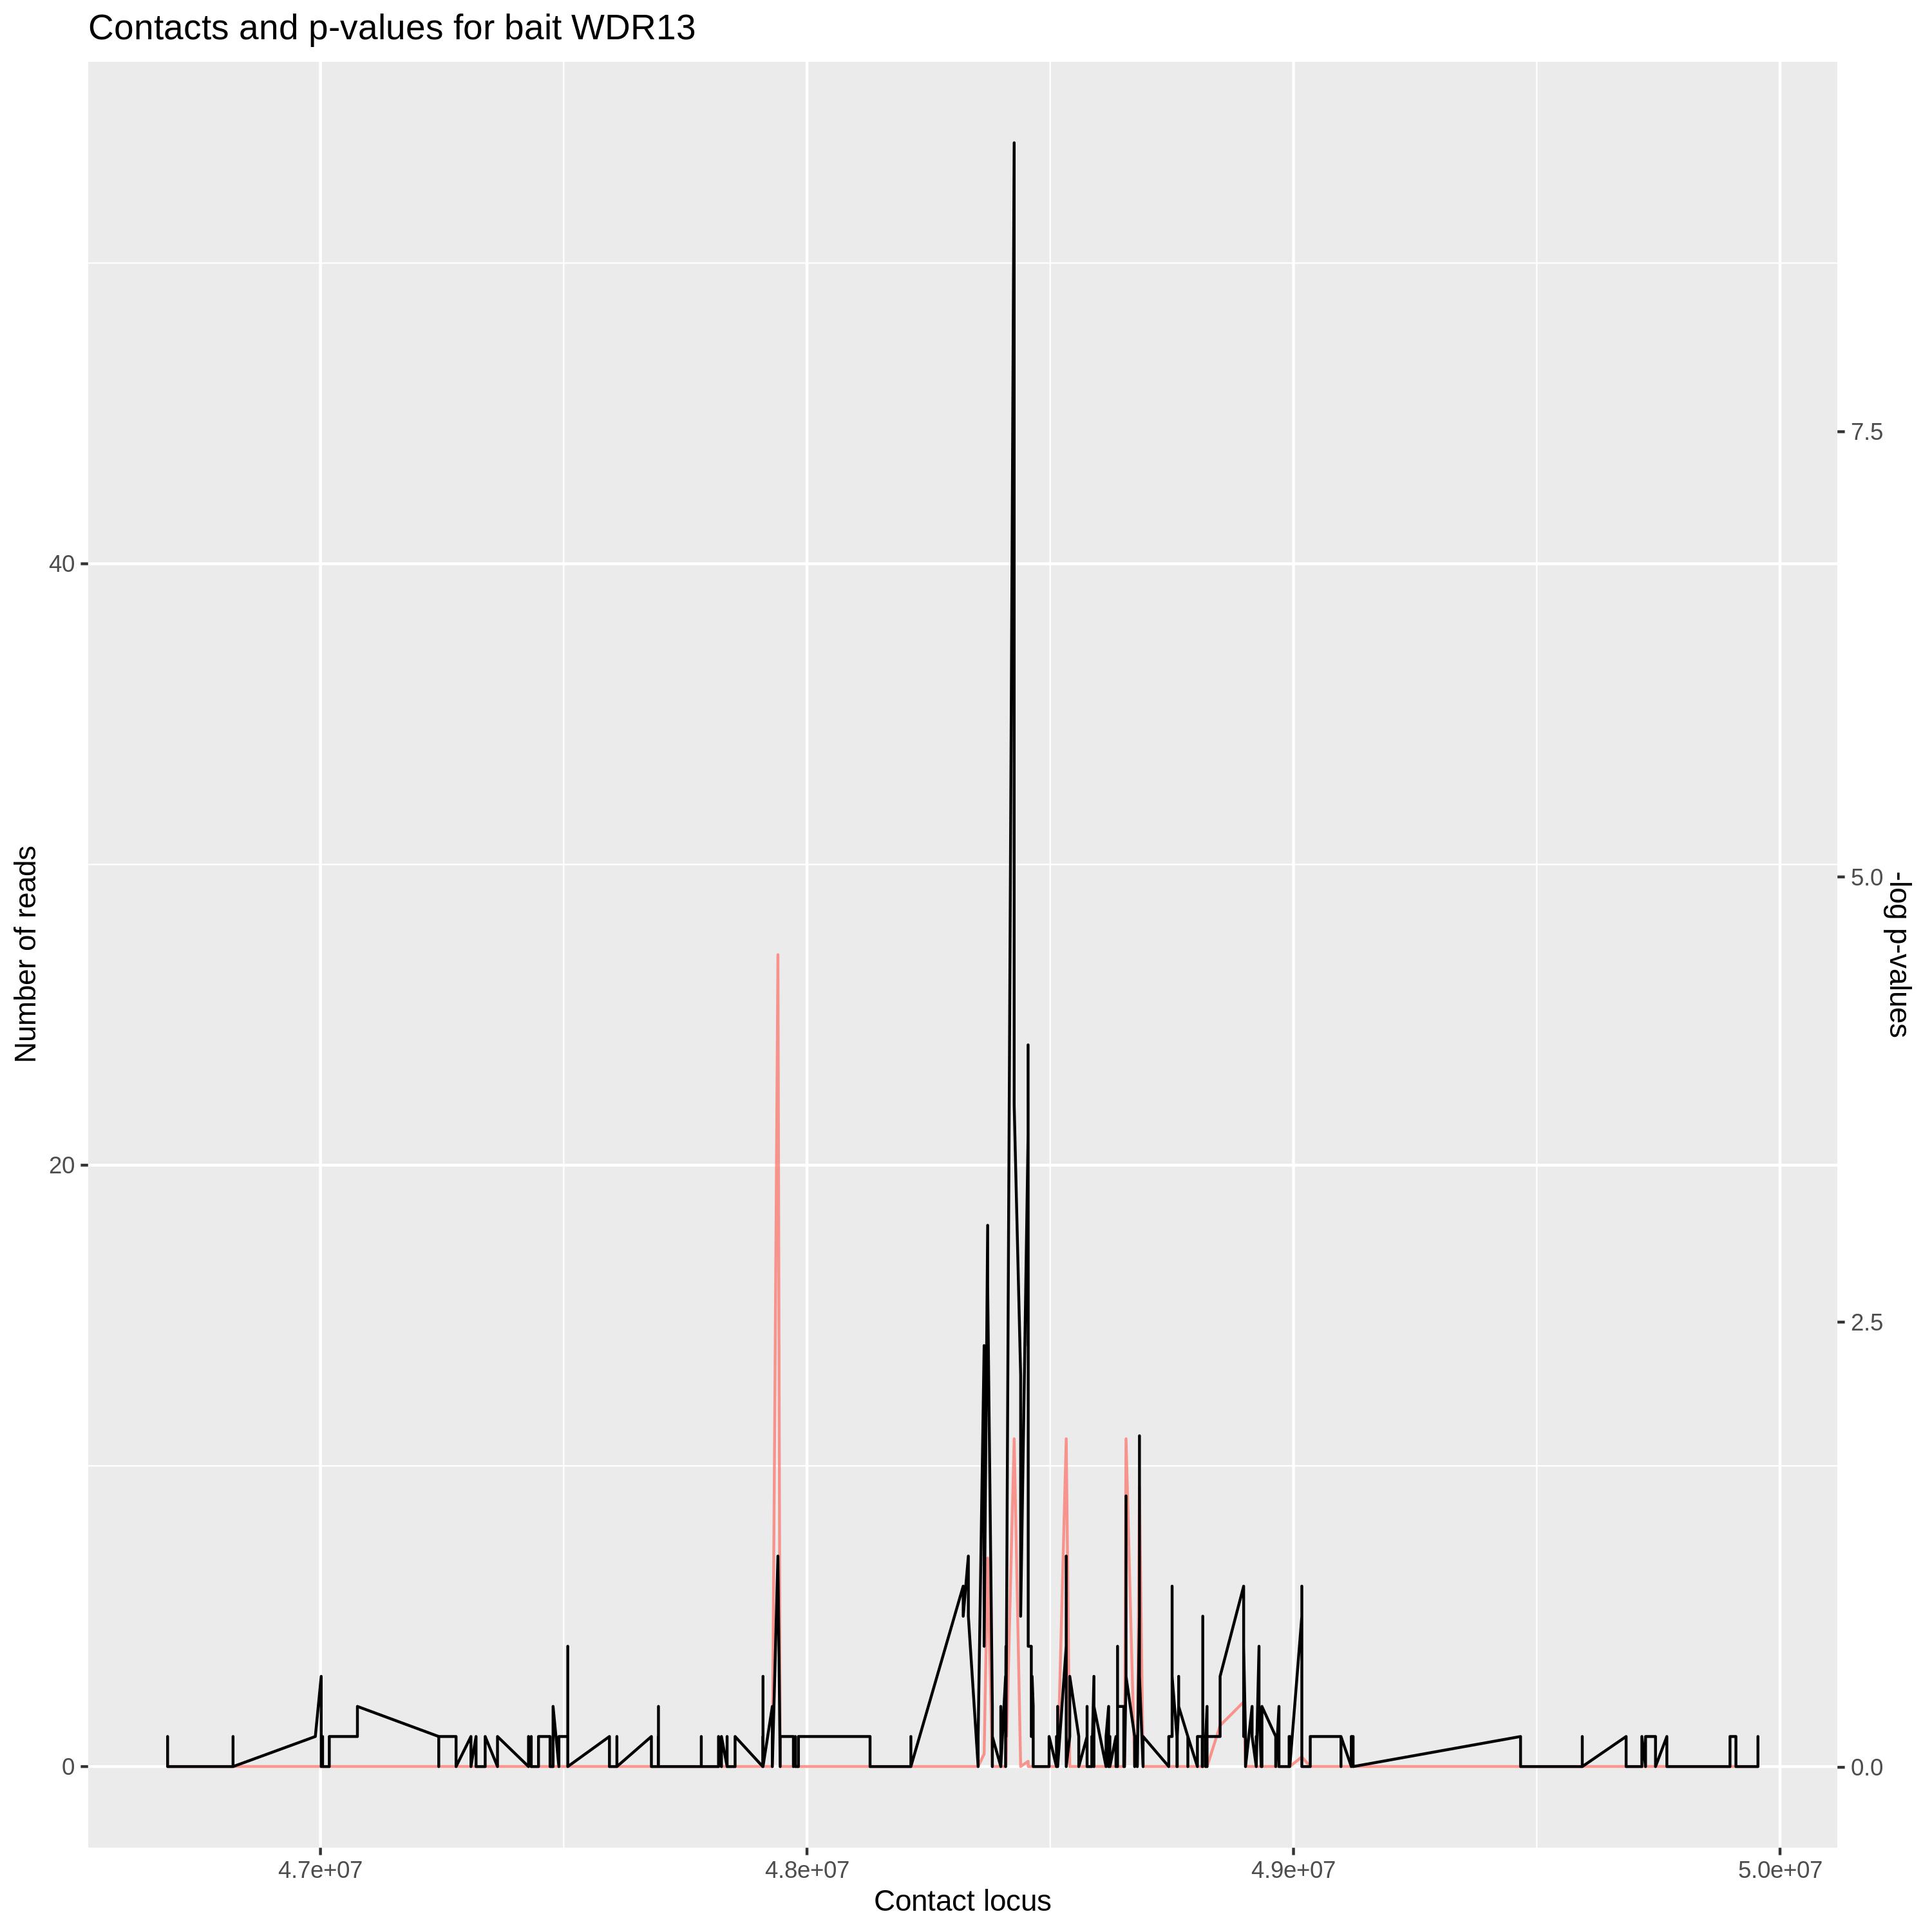 Contacts and p-values for bait WDR13
Number of reads
40
20
0
7.5
5.0
2.5
0.0
-log p-values
4.7e+07
4.8e+07
4.9e+07
5.0e+07
Contact locus